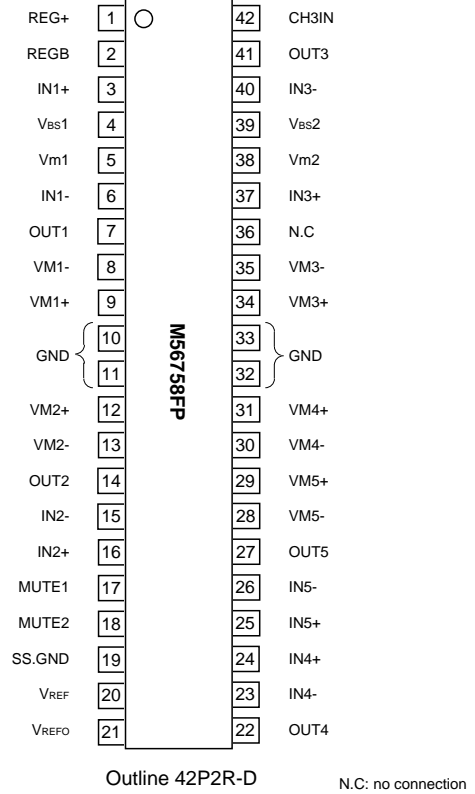 REG+ 1 42 CH3IN
REGB 2 41 OUT3
IN1+ 3 40 IN3-
VBS1 4 39 VBS2
Vm1 5 38 Vm2
IN1- 6 37 IN3+
OUT1 7 36 N.C
VM1- 8 35 VM3-
VM1+ 9 34 VM3+
10 33
GND GND
11 32
M56758FP
VM2+ 12 31 VM4+
VM2- 13 30 VM4-
OUT2 14 29 VM5+
IN2- 15 28 VM5-
IN2+ 16 27 OUT5
MUTE1 17 26 IN5-
MUTE2 18 25 IN5+
SS.GND 19 24 IN4+
VREF 20 23 IN4-
VREFO 21 22 OUT4
Outline 42P2R-D
N.C: no connection